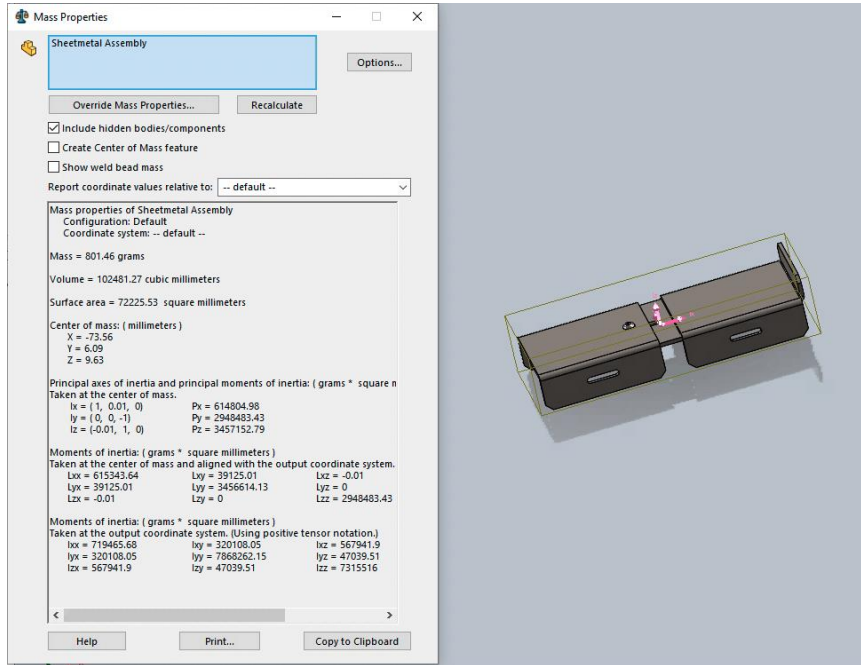 Mass Properties
Sheetmetal Assembly
Options...
Override Mass Properties... Recalculate
Include hidden bodies/components
Create Center of Mass feature
Show weld bead mass
Report coordinate values relative to: -- default --
Mass properties of Sheetmetal Assembly
Configuration: Default
Coordinate system: -- default --
Mass = 801.46 grams
Volume = 102481.27 cubic millimeters
Surface area = 72225.53 square millimeters
Center of mass: ( millimeters )
X = -73.56
Y = 6.09
Z = 9.63
Principal axes of inertia and principal moments of inertia: ( grams * square n
Taken at the center of mass.
Ix = ( 1, 0.01, 0) Px = 614804.98
Iy = ( 0, 0, -1) Py = 2948483.43
Iz = (-0.01, 1, 0) Pz = 3457152.79
Moments of inertia: ( grams * square millimeters )
Taken at the center of mass and aligned with the output coordinate system.
Lxx = 615343.64 Lxy = 39125.01 Lxz = -0.01
Lyx = 39125.01 Lyy = 3456614.13 Lyz = 0
Lzx = -0.01 Lzy = 0 Lzz = 2948483.43
Moments of inertia: ( grams * square millimeters )
Taken at the output coordinate system. (Using positive tensor notation.)
Ixx = 719465.68 Ixy = 320108.05 Ixz = 567941.9
Iyx = 320108.05 Iyy = 7868262.15 Iyz = 47039.51
Izx = 567941.9 Izy = 47039.51 Izz = 7315516
Help Print... Copy to Clipboard